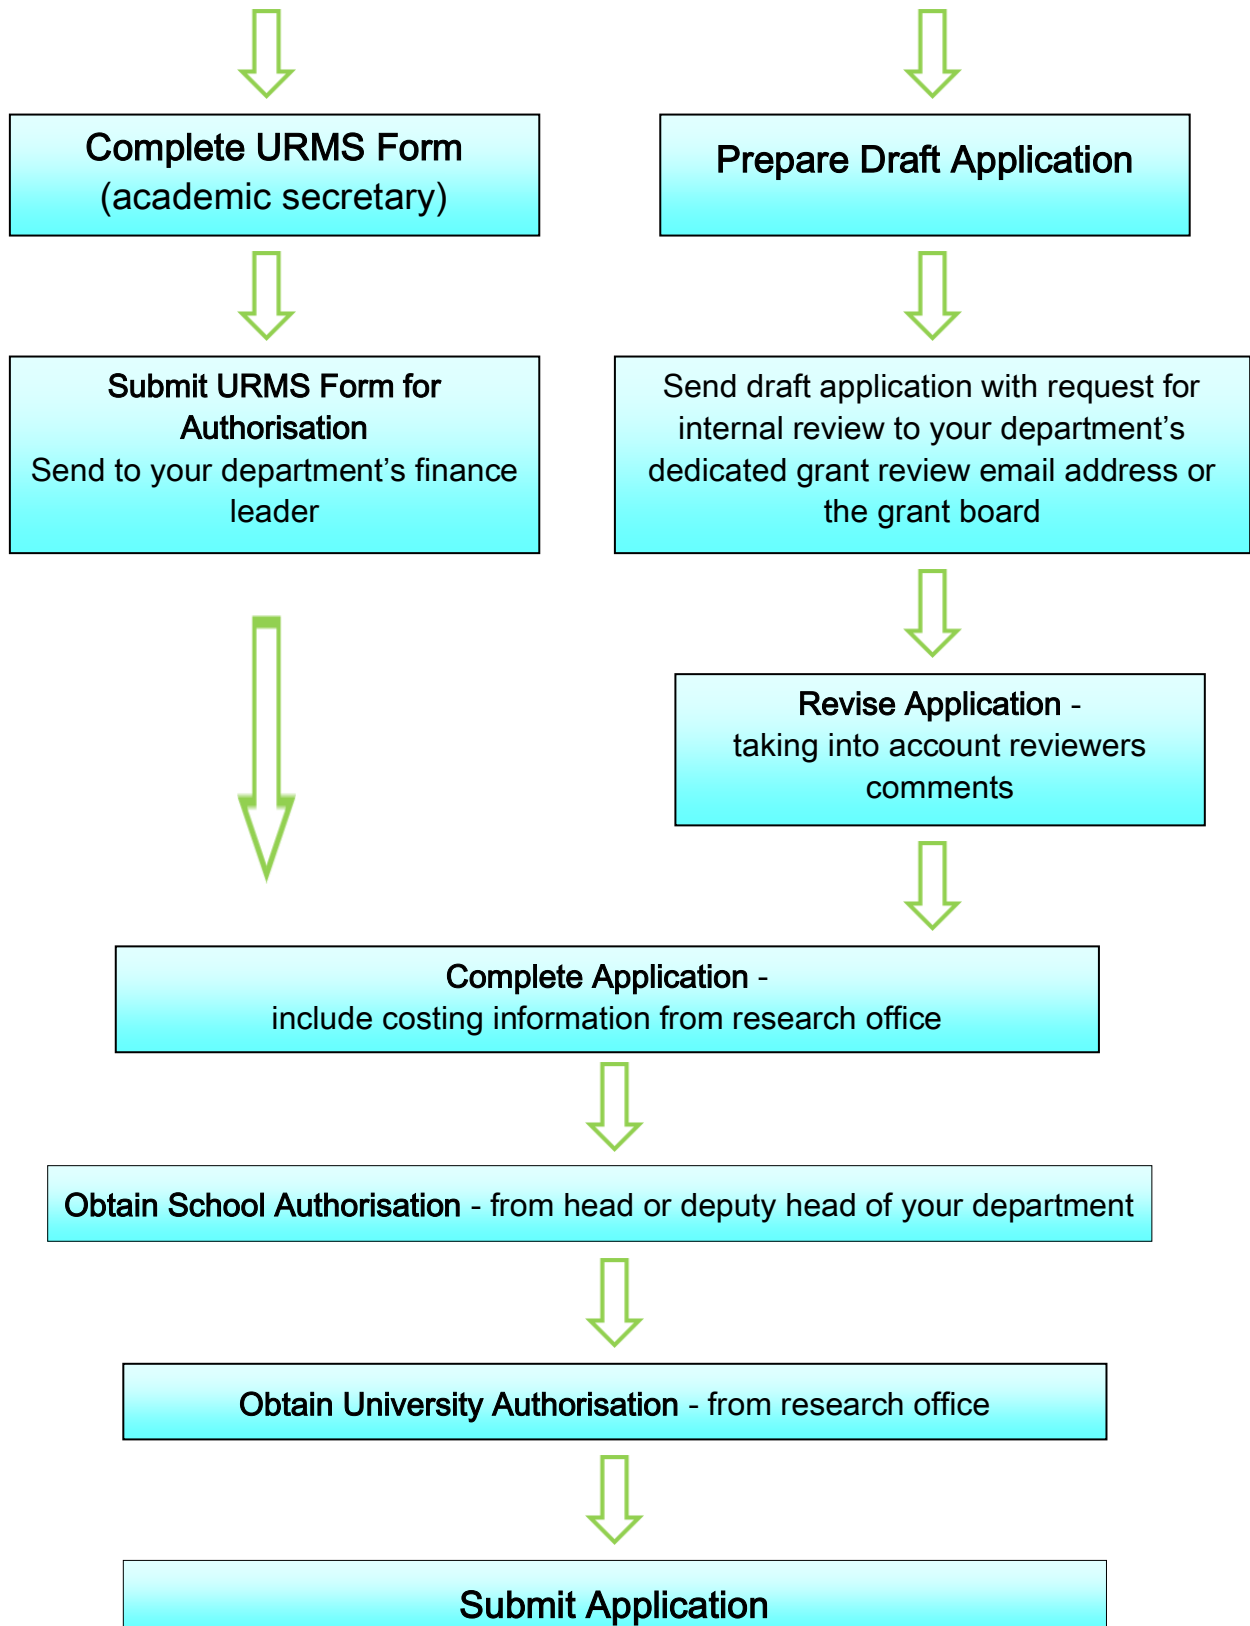 Complete URMS Form
(academic secretary)
Prepare Draft Application
Submit URMS Form for
Authorisation
Send to your department’s finance
leader
Send draft application with request for
internal review to your department’s
dedicated grant review email address or
the grant board
Revise Application -
taking into account reviewers
comments
Complete Application -
include costing information from research office
Obtain School Authorisation - from head or deputy head of your department
Obtain University Authorisation - from research office
Submit Application